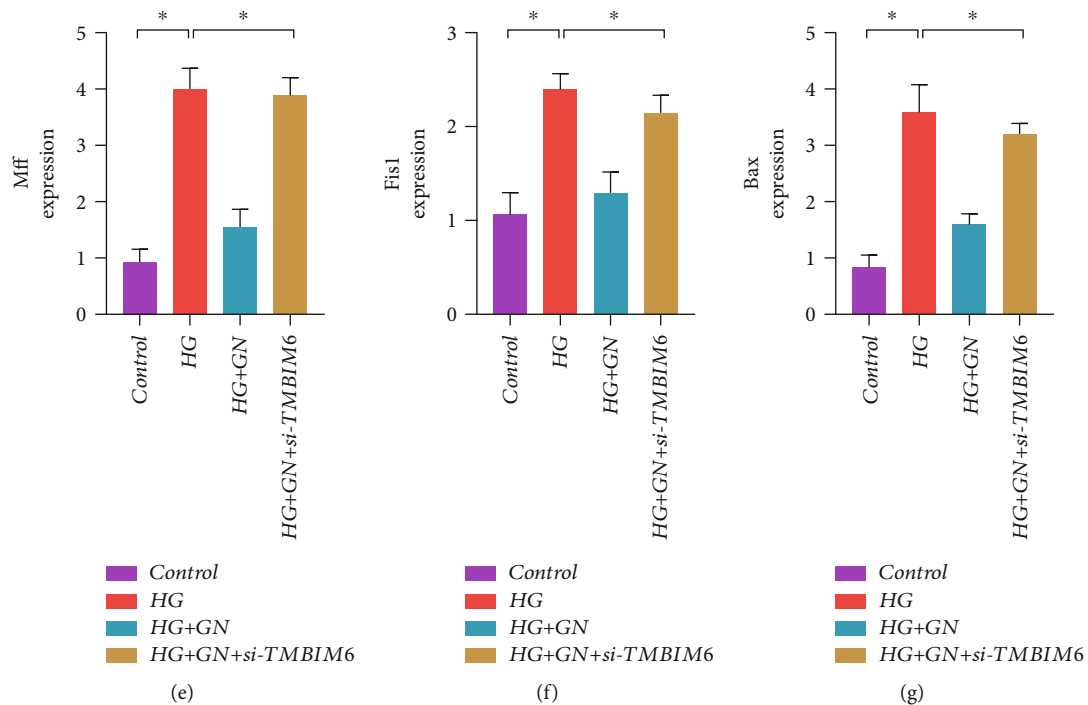 * *
5
4
3
2
1
0
Mff
expression
Control
HG
HG+GN
HG+GN+si-TMBIM6
Control
HG
HG+GN
HG+GN+si-TMBIM6
(e)
* *
3
2
1
0
Fis1
expression
Control
HG
HG+GN
HG+GN+si-TMBIM6
Control
HG
HG+GN
HG+GN+si-TMBIM6
(f)
* *
5
4
3
2
1
0
Bax
expression
Control
HG
HG+GN
HG+GN+si-TMBIM6
Control
HG
HG+GN
HG+GN+si-TMBIM6
(g)